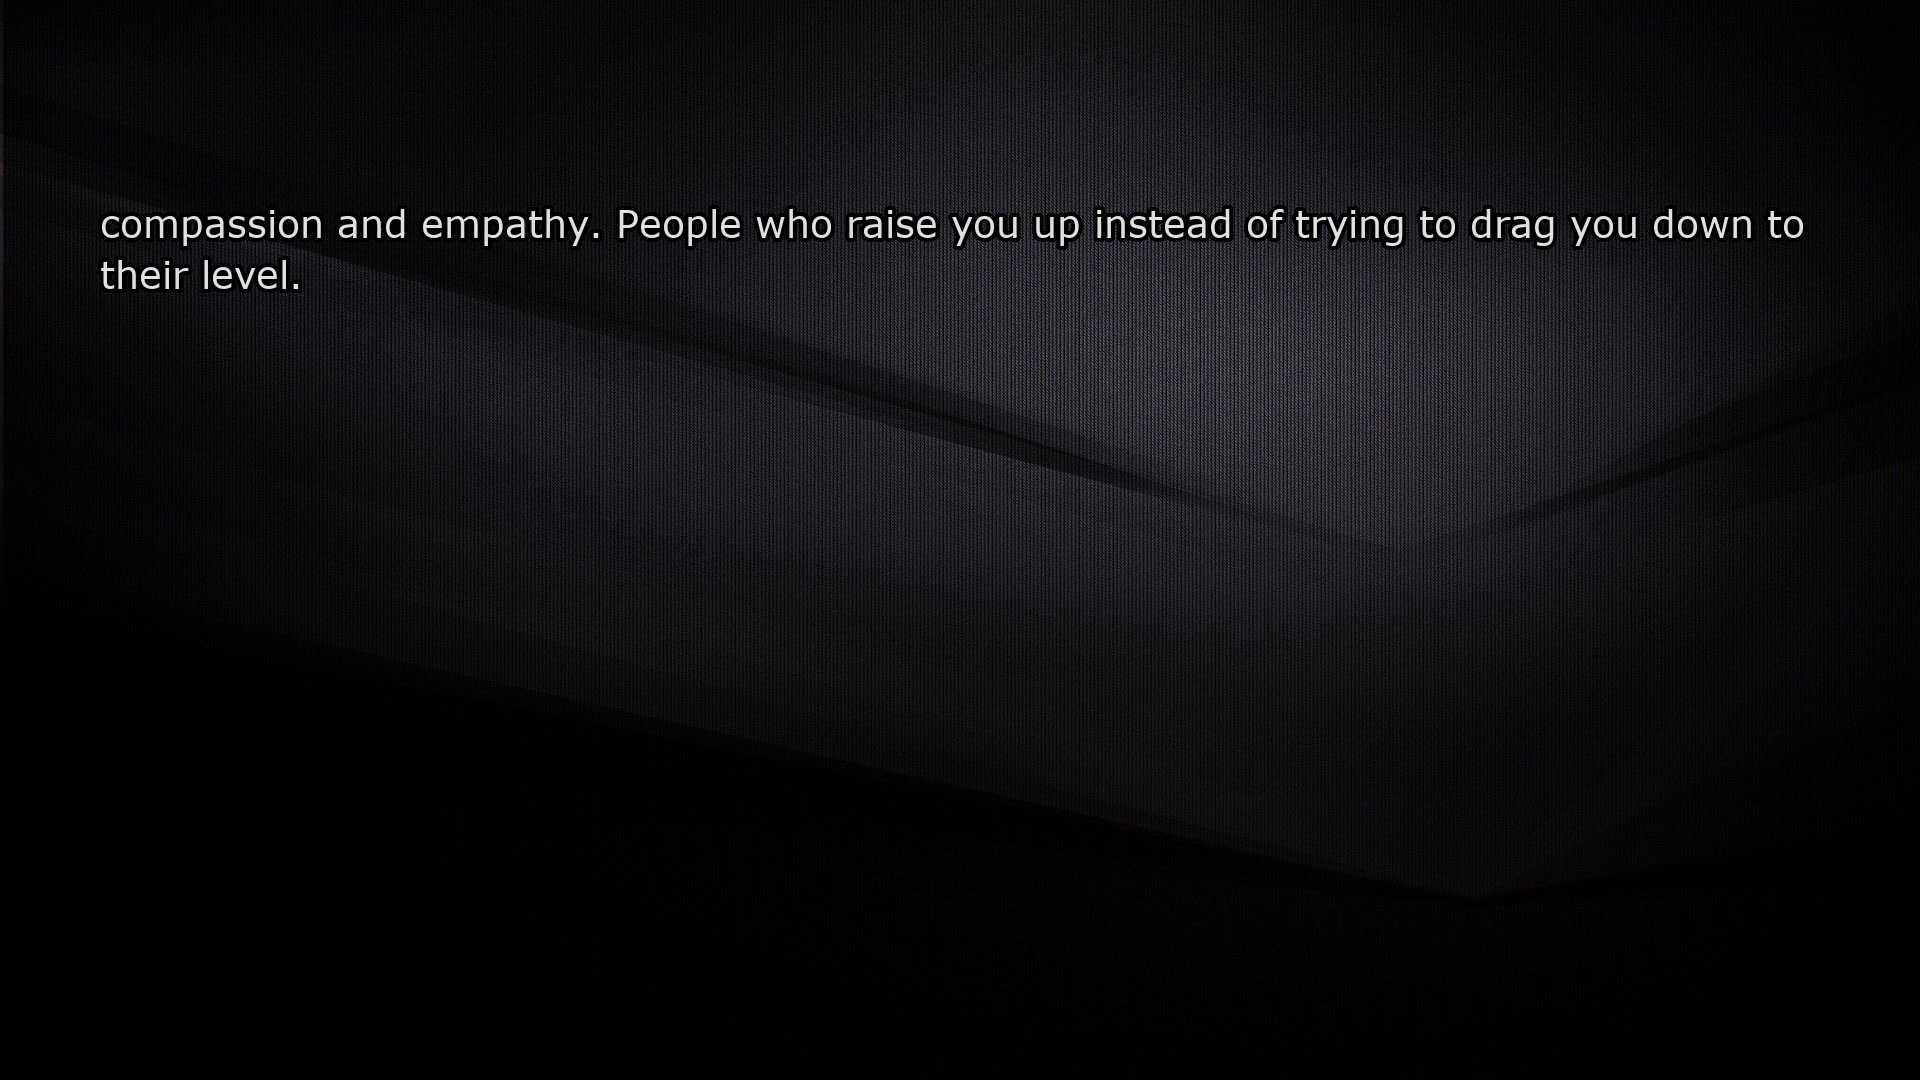 compassion and empathy. People who raise you up instead of trying to drag you down to
their level.